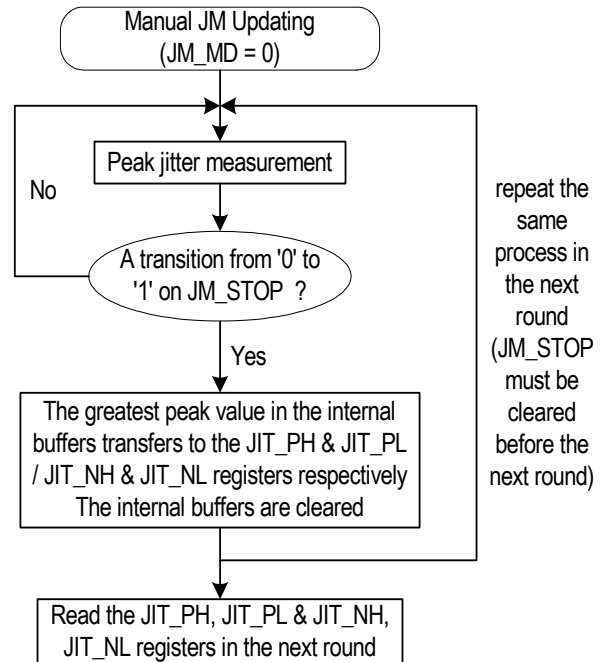 Manual JM Updating
(JM_MD = 0)
Peak jitter measurement
No
A transition from '0' to
'1' on JM_STOP ?
Yes
The greatest peak value in the internal
buffers transfers to the JIT_PH & JIT_PL
/ JIT_NH & JIT_NL registers respectively
The internal buffers are cleared
repeat the
same
process in
the next
round
(JM_STOP
must be
cleared
before the
next round)
Read the JIT_PH, JIT_PL & JIT_NH,
JIT_NL registers in the next round